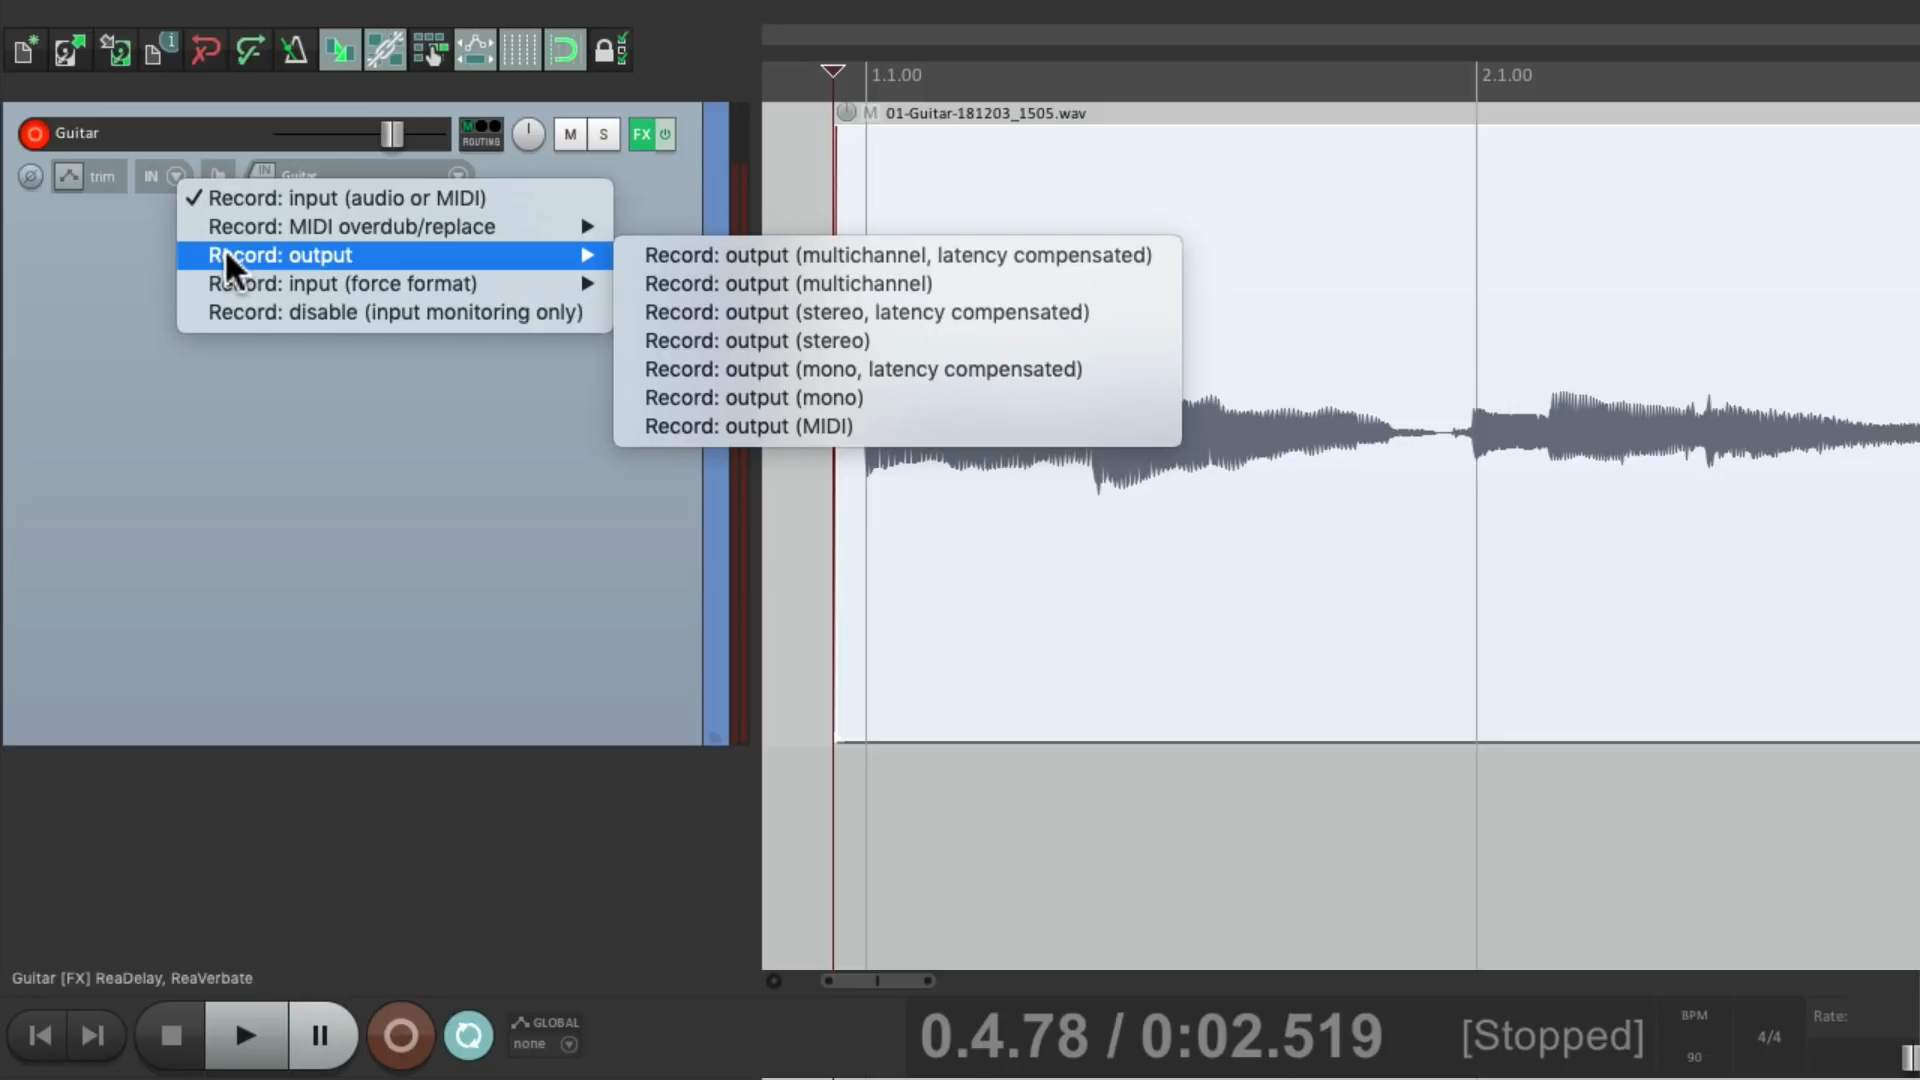 1.1.00
2.1.00
Guitar
ROUTING
M
S
FX
M
01-Guitar-181203_1505.wav
trim
IN
IN
Guitar
✓ Record: input (audio or MIDI)
Record: MIDI overdub/replace
Record: output
Record: input (force format)
Record: disable (input monitoring only)
Record: output (multichannel, latency compensated)
Record: output (multichannel)
Record: output (stereo, latency compensated)
Record: output (stereo)
Record: output (mono, latency compensated)
Record: output (mono)
Record: output (MIDI)
Guitar [FX] ReaDelay, ReaVerbate
GLOBAL
none
0.4.78 / 0:02.519
[Stopped]
BPM
90
4/4
Rate: